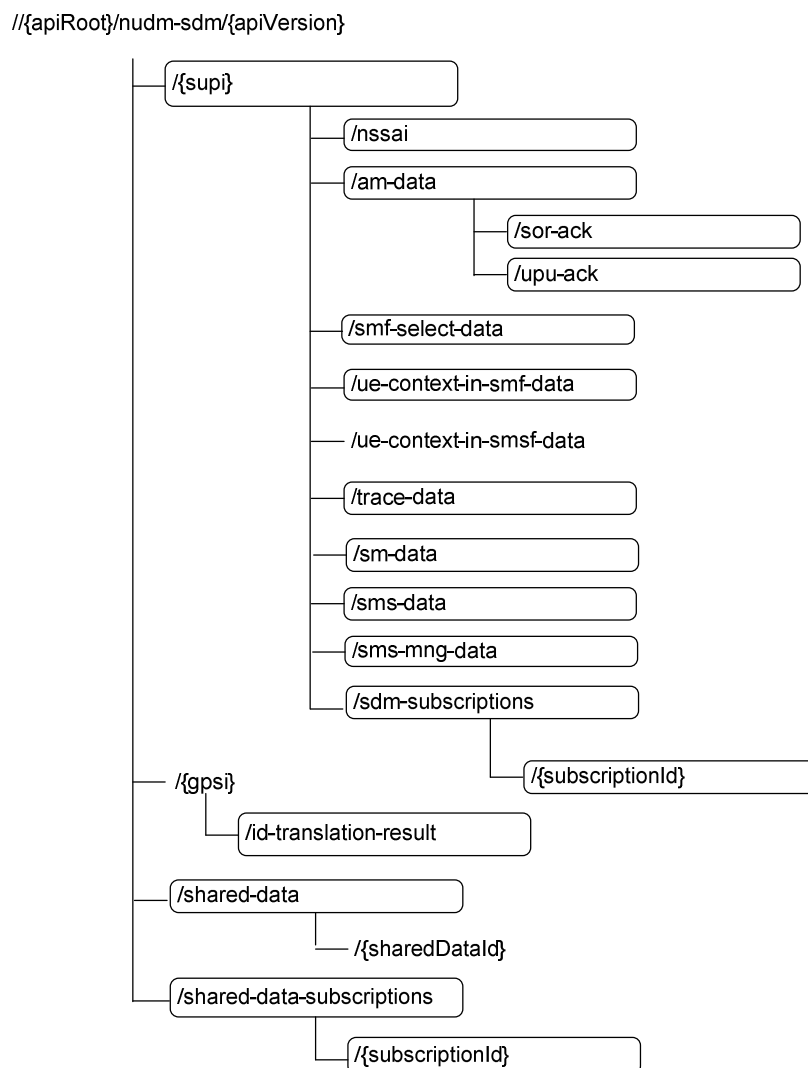 //{apiRoot}/nudm-sdm/{apiVersion}
/{supi}
/nssai
/am-data
/sor-ack
/upu-ack
/smf-select-data
/ue-context-in-smf-data
/ue-context-in-smsf-data
/trace-data
/sm-data
/sms-data
/sms-mng-data
/sdm-subscriptions
/{subscriptionId}
/{gpsi}
/id-translation-result
/shared-data
/{sharedDataId}
/shared-data-subscriptions
/{subscriptionId}